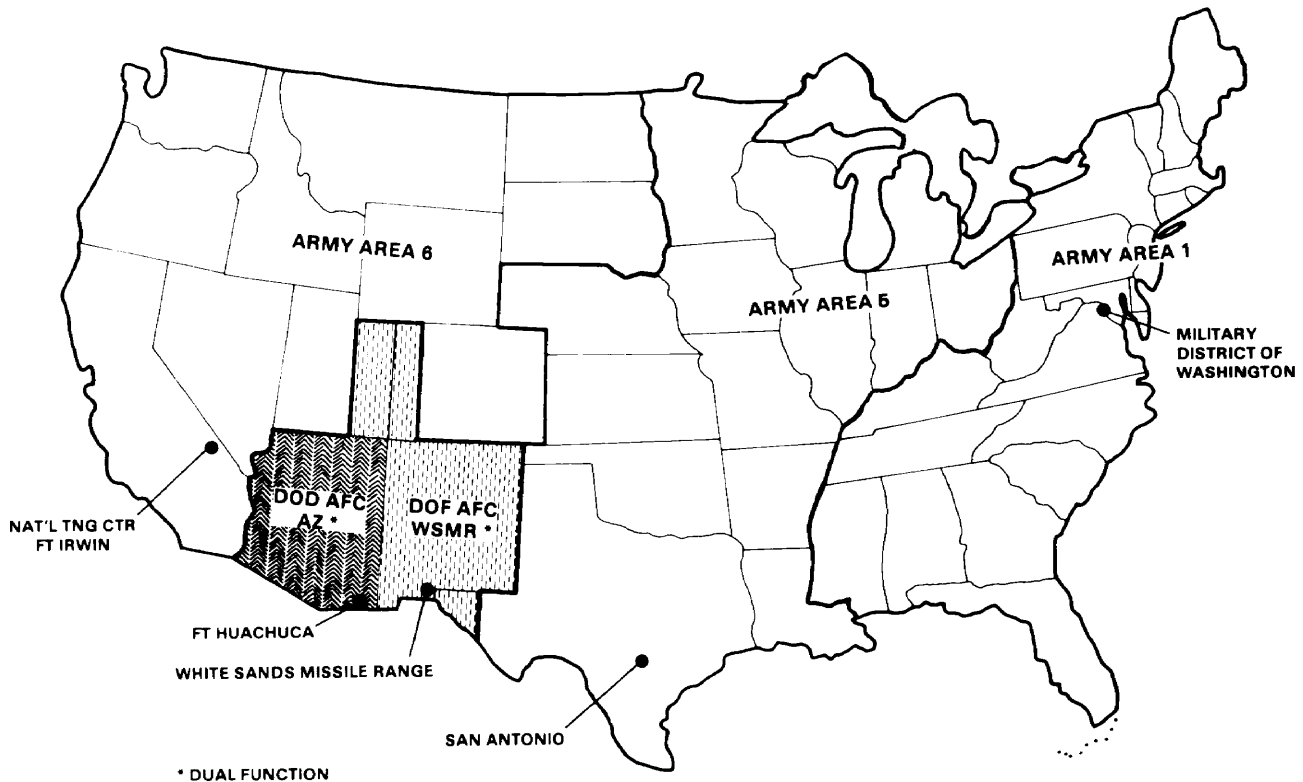 ARMY AREA 6
ARMY AREA 1
ARMY AREA 5
MILITARY
DISTRICT OF
WASHINGTON
DOD AFC
AZ *
DOF AFC
WSMR *
NAT'L TNG CTR
FT IRWIN
FT HUACHUCA
WHITE SANDS MISSILE RANGE
SAN ANTONIO
* DUAL FUNCTION